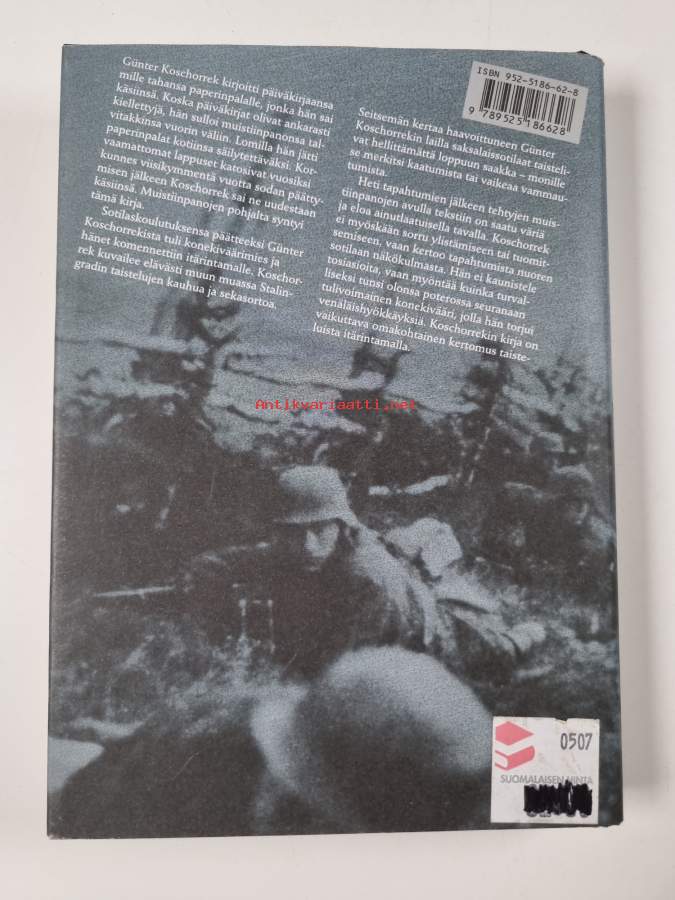 ISBN 952-5186-62-8
9 789525 186628
Günter Koschorrek kirjoitti päiväkirjaansa
mille tahansa paperinpalalle, jonka hän sai
käsiinsä. Koska päiväkirjat olivat ankarasti
kiellettyjä, hän sulloi muistiinpanonsa tal-
vitakkinsa vuorin väliin. Lomilla hän jätti
paperinpalat kotiinsa säilytettäväksi. Kor-
vaamattomat lappuset katosivat vuosiksi
kunnes viisikymmentä vuotta sodan päätty-
misen jälkeen Koschorrek sai ne uudestaan
käsiinsä. Muistiinpanojen pohjalta syntyi
tämä kirja.
Sotilaskoulutuksensa päätteeksi Günter
Koschorrekista tuli konekiväärimies ja
hänet komennettiin itärintamalle. Koschor-
rek kuvailee elävästi muun muassa Stalin-
gradin taistelujen kauhua ja sekasortoa.
Seitsemän kertaa haavoittuneen Günter
Koschorrekin lailla saksalaissotilaat taisteli-
vat hellittämättä loppuun saakka – monille
se merkitsi kaatumista tai vaikeaa vammau-
tumista.
Heti tapahtumien jälkeen tehtyjen muis-
tiinpanojen avulla tekstiin on saatu väriä
ja eloa ainutlaatuisella tavalla. Koschorrek
ei myöskään sorru ylistämiseen tai tuomit-
semiseen, vaan kertoo tapahtumista nuoren
sotilaan näkökulmasta. Hän ei kaunistele
tosiasioita, vaan myöntää kuinka turval-
liseksi tunsi olonsa poterossa seuranaan
tulivoimainen konekivääri, jolla hän torjui
venäläishyökkäyksiä. Koschorrekin kirja on
vaikuttava omakohtainen kertomus taiste-
luista itärintamalla.
Antikvariaatti.net
0507
SUOMALAISEN HINTA